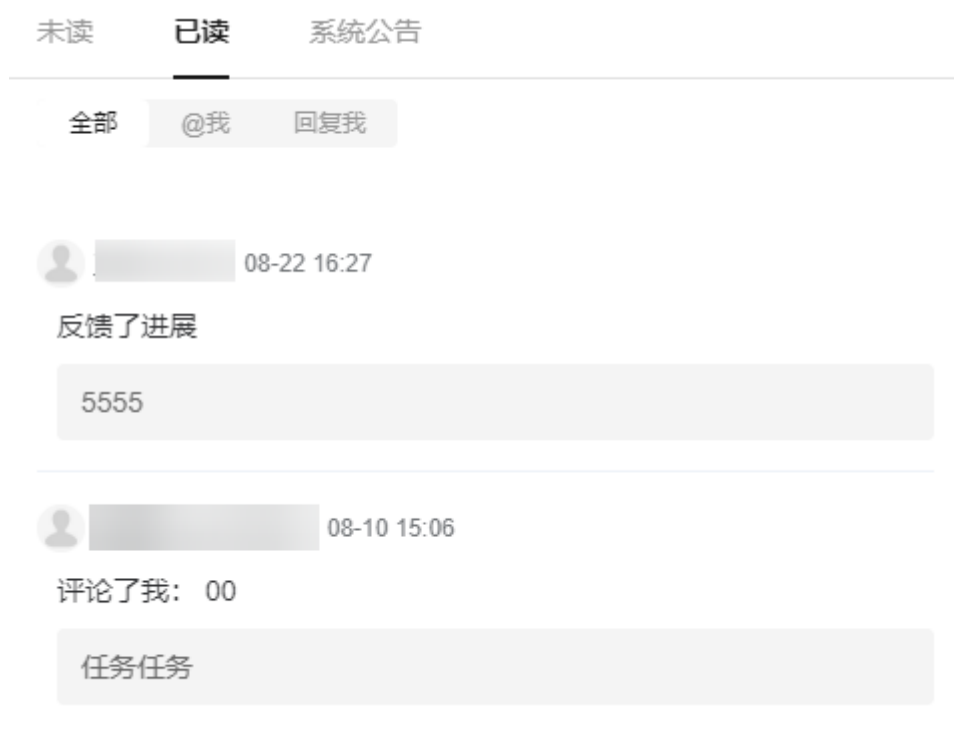 未读 已读 系统公告
全部 @我 回复我
08-22 16:27
反馈了进展
5555
08-10 15:06
评论了我： 00
任务任务